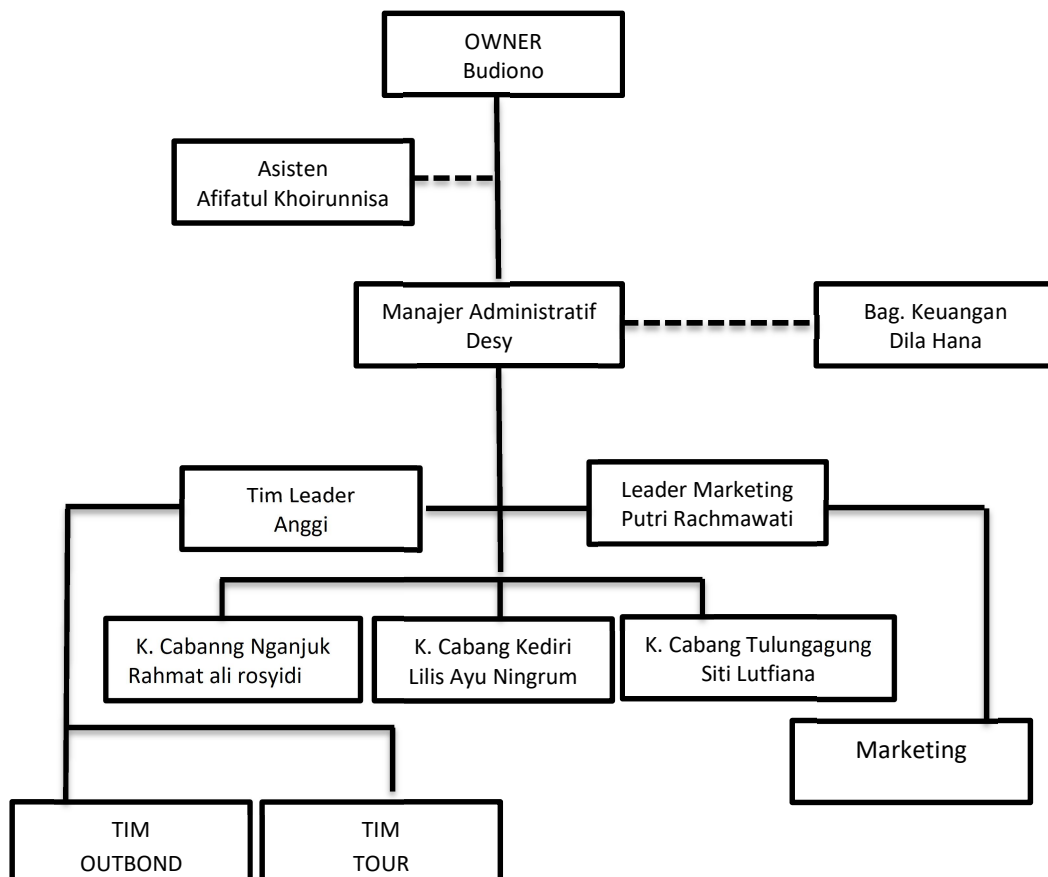 OWNER
Budiono
Asisten
Afifatul Khoirunnisa
Manajer Administratif
Desy
Bag. Keuangan
Dila Hana
Tim Leader
Anggi
Leader Marketing
Putri Rachmawati
K. Cabanng Nganjuk
Rahmat ali rosyidi
K. Cabang Kediri
Lilis Ayu Ningrum
K. Cabang Tulungagung
Siti Lutfiana
Marketing
TIM
OUTBOND
TIM
TOUR